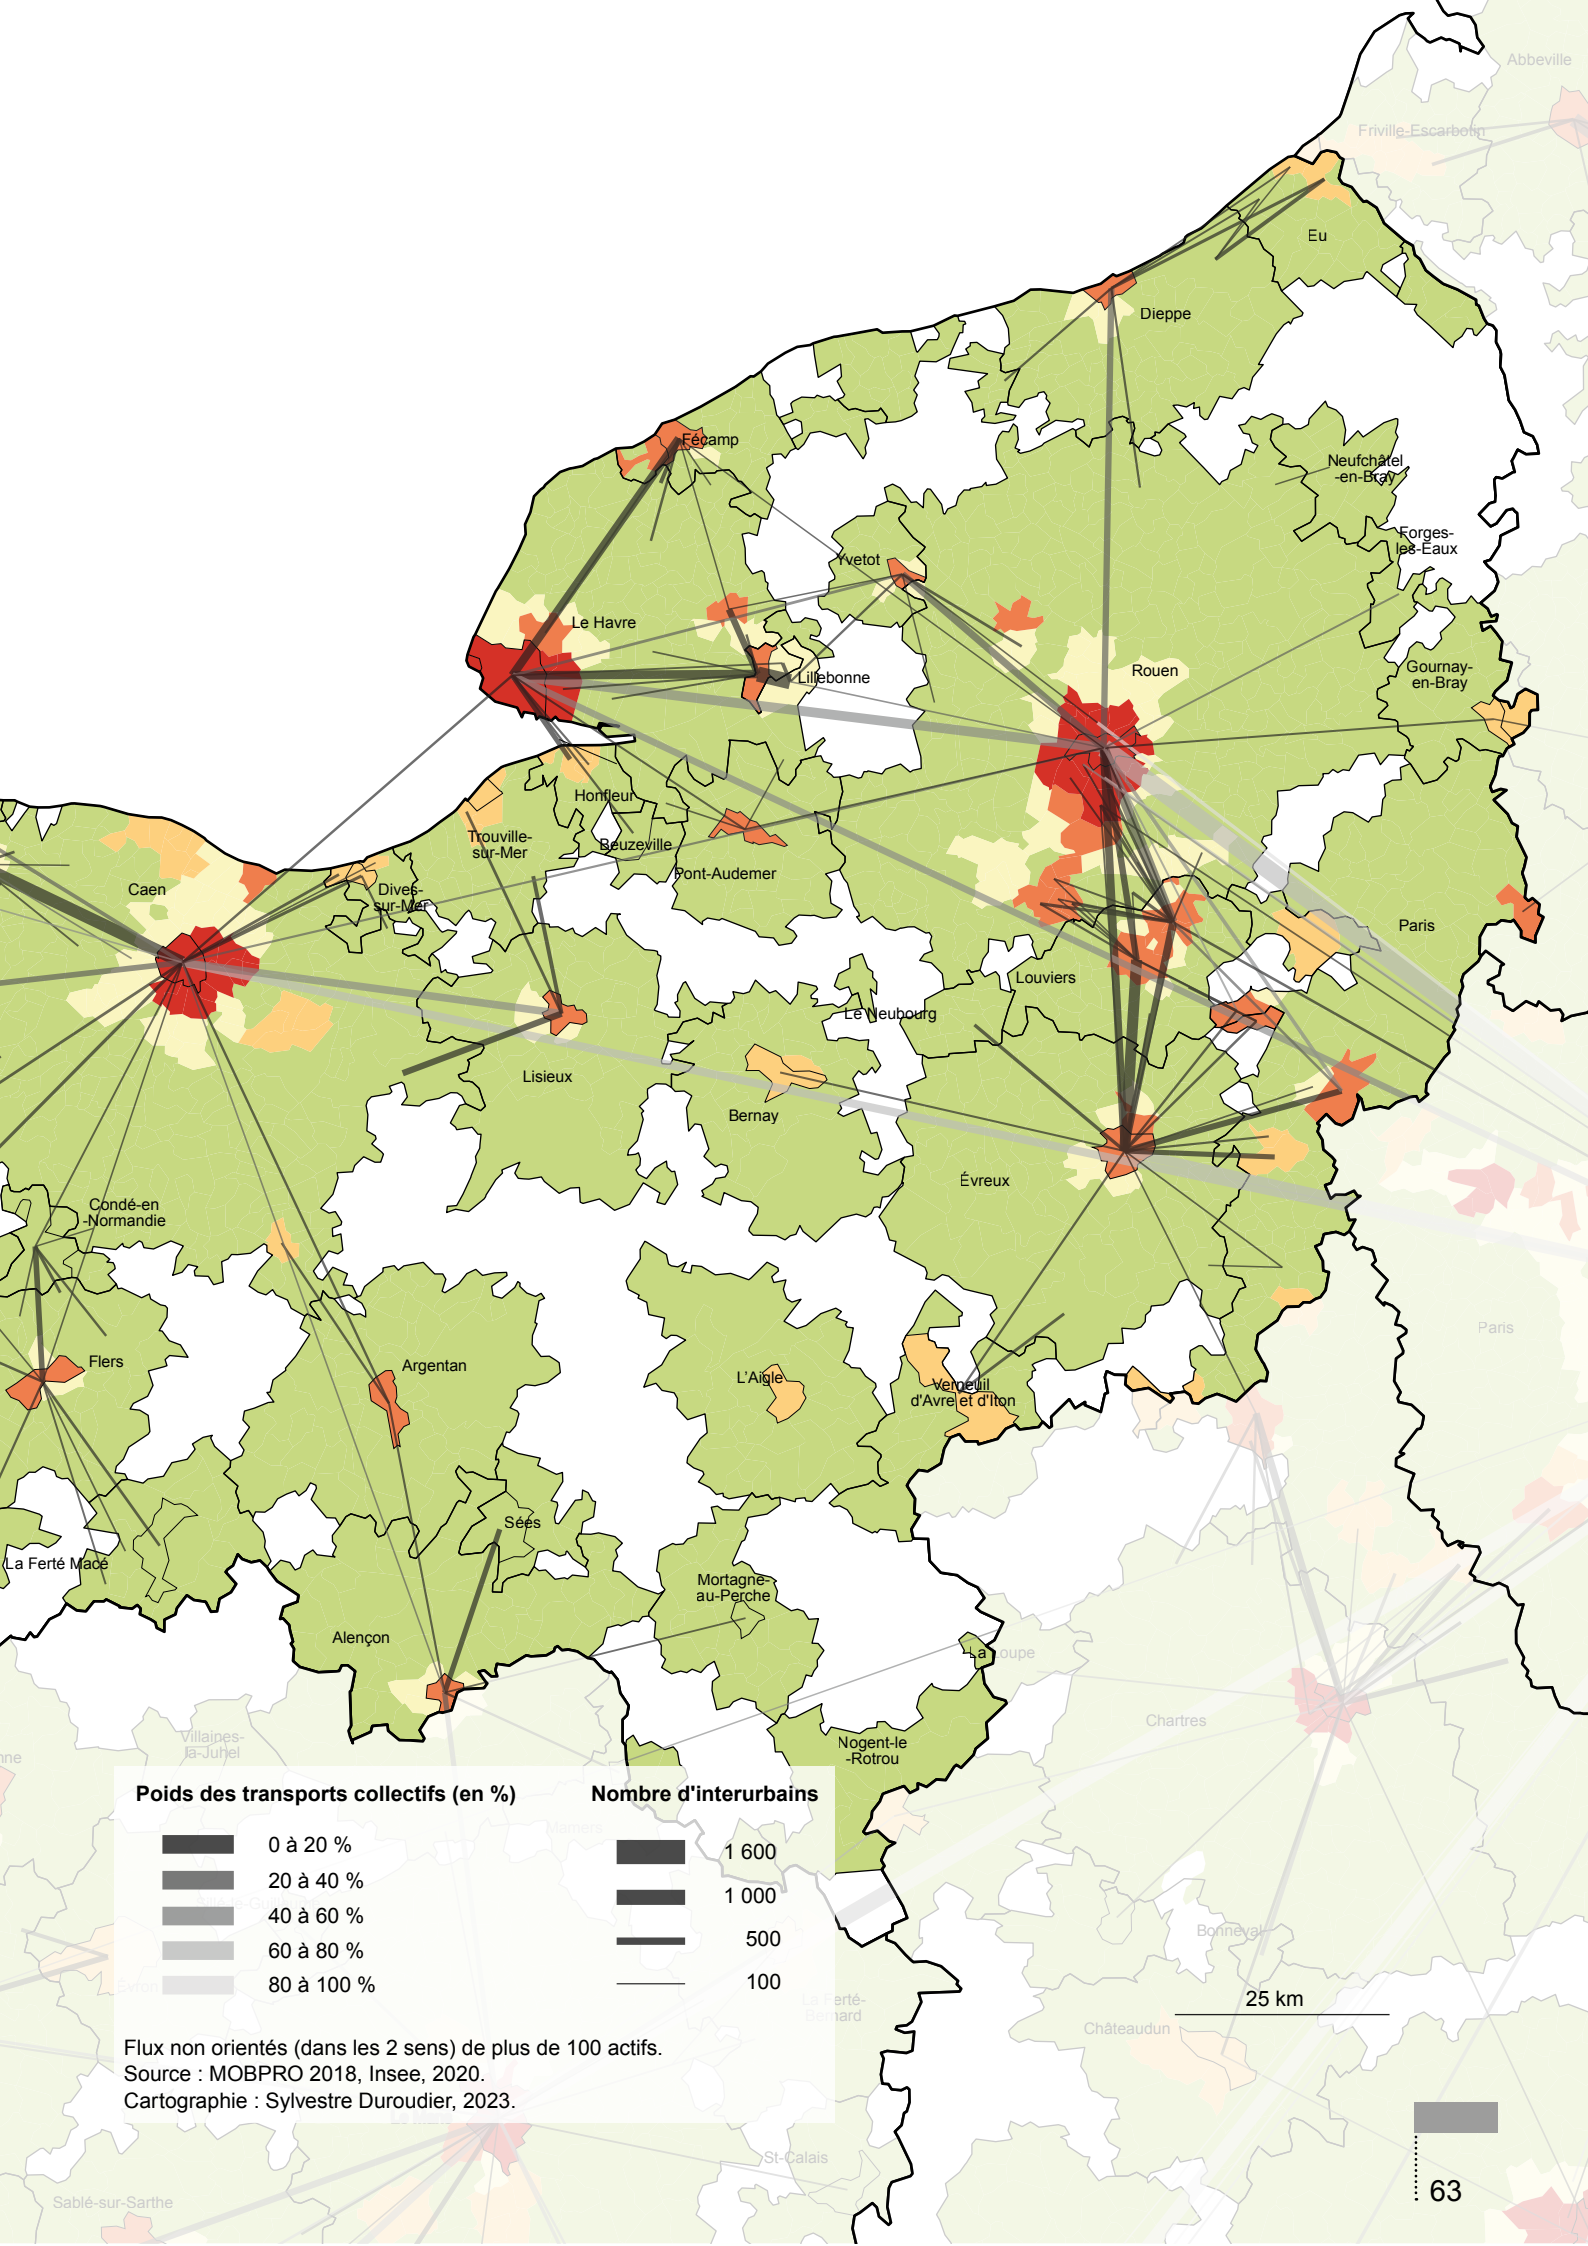 Abbeville
Friville-Escarbotin
Eu
Dieppe
Fécamp
Neufchâtel
-en-Bray
Forges-
les-Eaux
Yvetot
Le Havre
Rouen
Gournay-
en-Bray
Lillebonne
Honfleur
Trouville-
sur-Mer
Beuzeville
Pont-Audemer
Caen
Dives-
sur-Mer
Paris
Louviers
Le Neubourg
Lisieux
Bernay
Évreux
Condé-en
-Normandie
Paris
Flers
Argentan
L'Aigle
Verneuil
d'Avre et d'Iton
Sées
La Ferté Macé
Mortagne-
au-Perche
Alençon
La Loupe
Chartres
Villaines-
la-Juhel
Nogent-le
-Rotrou
Poids des transports collectifs (en %)
0 à 20 %
20 à 40 %
40 à 60 %
60 à 80 %
80 à 100 %
Nombre d'interurbains
1 600
1 000
500
100
Mamers
Évron
Bonneval
La Ferté-
Bernard
25 km
Châteaudun
Flux non orientés (dans les 2 sens) de plus de 100 actifs.
Source : MOBPRO 2018, Insee, 2020.
Cartographie : Sylvestre Duroudier, 2023.
St-Calais
Sablé-sur-Sarthe
63